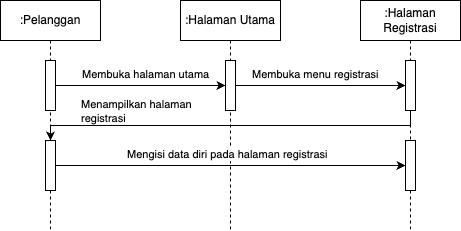 :Pelanggan
:Halaman Utama
:Halaman
Registrasi
Membuka halaman utama
Membuka menu registrasi
Menampilkan halaman
registrasi
Mengisi data diri pada halaman registrasi